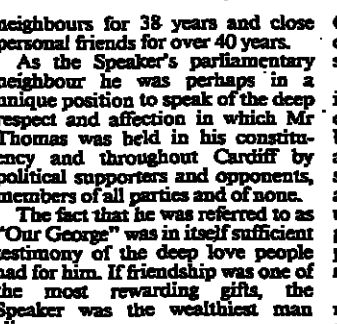 neighbours for 38 years and close
personal friends for over 40 years.
As the Speaker's parliamentary
neighbour he was perhaps in a
unique position to speak of the deep
respect and affection in which Mr
Thomas was held in his constitu-
ency and throughout Cardiff by
political supporters and opponents,
members of all parties and of none.
The fact that he was referred to as
"Our George" was in itself sufficient
testimony of the deep love people
had for him. If friendship was one of
the most rewarding gifts, the
Speaker was the wealthiest man